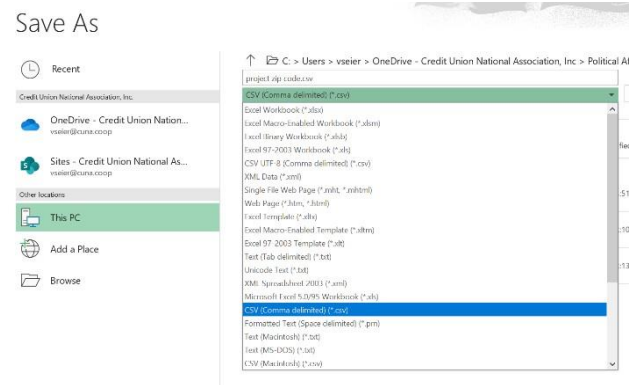 Save As
Recent
Credit Union National Association, Inc.
OneDrive - Credit Union Nation...
vseier@cuna.coop
Sites - Credit Union National As...
vseier@cuna.coop
Other locations
This PC
Add a Place
Browse
C: > Users > vseier > OneDrive - Credit Union National Association, Inc > Political Af
project zip code.csv
CSV (Comma delimited) (*.csv)
Excel Workbook (*.xlsx)
Excel Macro-Enabled Workbook (*.xlsm)
Excel Binary Workbook (*.xlsb)
Excel 97-2003 Workbook (*.xls)
CSV UTF-8 (Comma delimited) (*.csv)
XML Data (*.xml)
Single File Web Page (*.mht, *.mhtml)
Web Page (*.htm, *.html)
Excel Template (*.xltx)
Excel Macro-Enabled Template (*.xltm)
Excel 97-2003 Template (*.xlt)
Text (Tab delimited) (*.txt)
Unicode Text (*.txt)
XML Spreadsheet 2003 (*.xml)
Microsoft Excel 5.0/95 Workbook (*.xls)
CSV (Comma delimited) (*.csv)
Formatted Text (Space delimited) (*.prn)
Text (Macintosh) (*.txt)
Text (MS-DOS) (*.txt)
CSV (Macintosh) (*.csv)